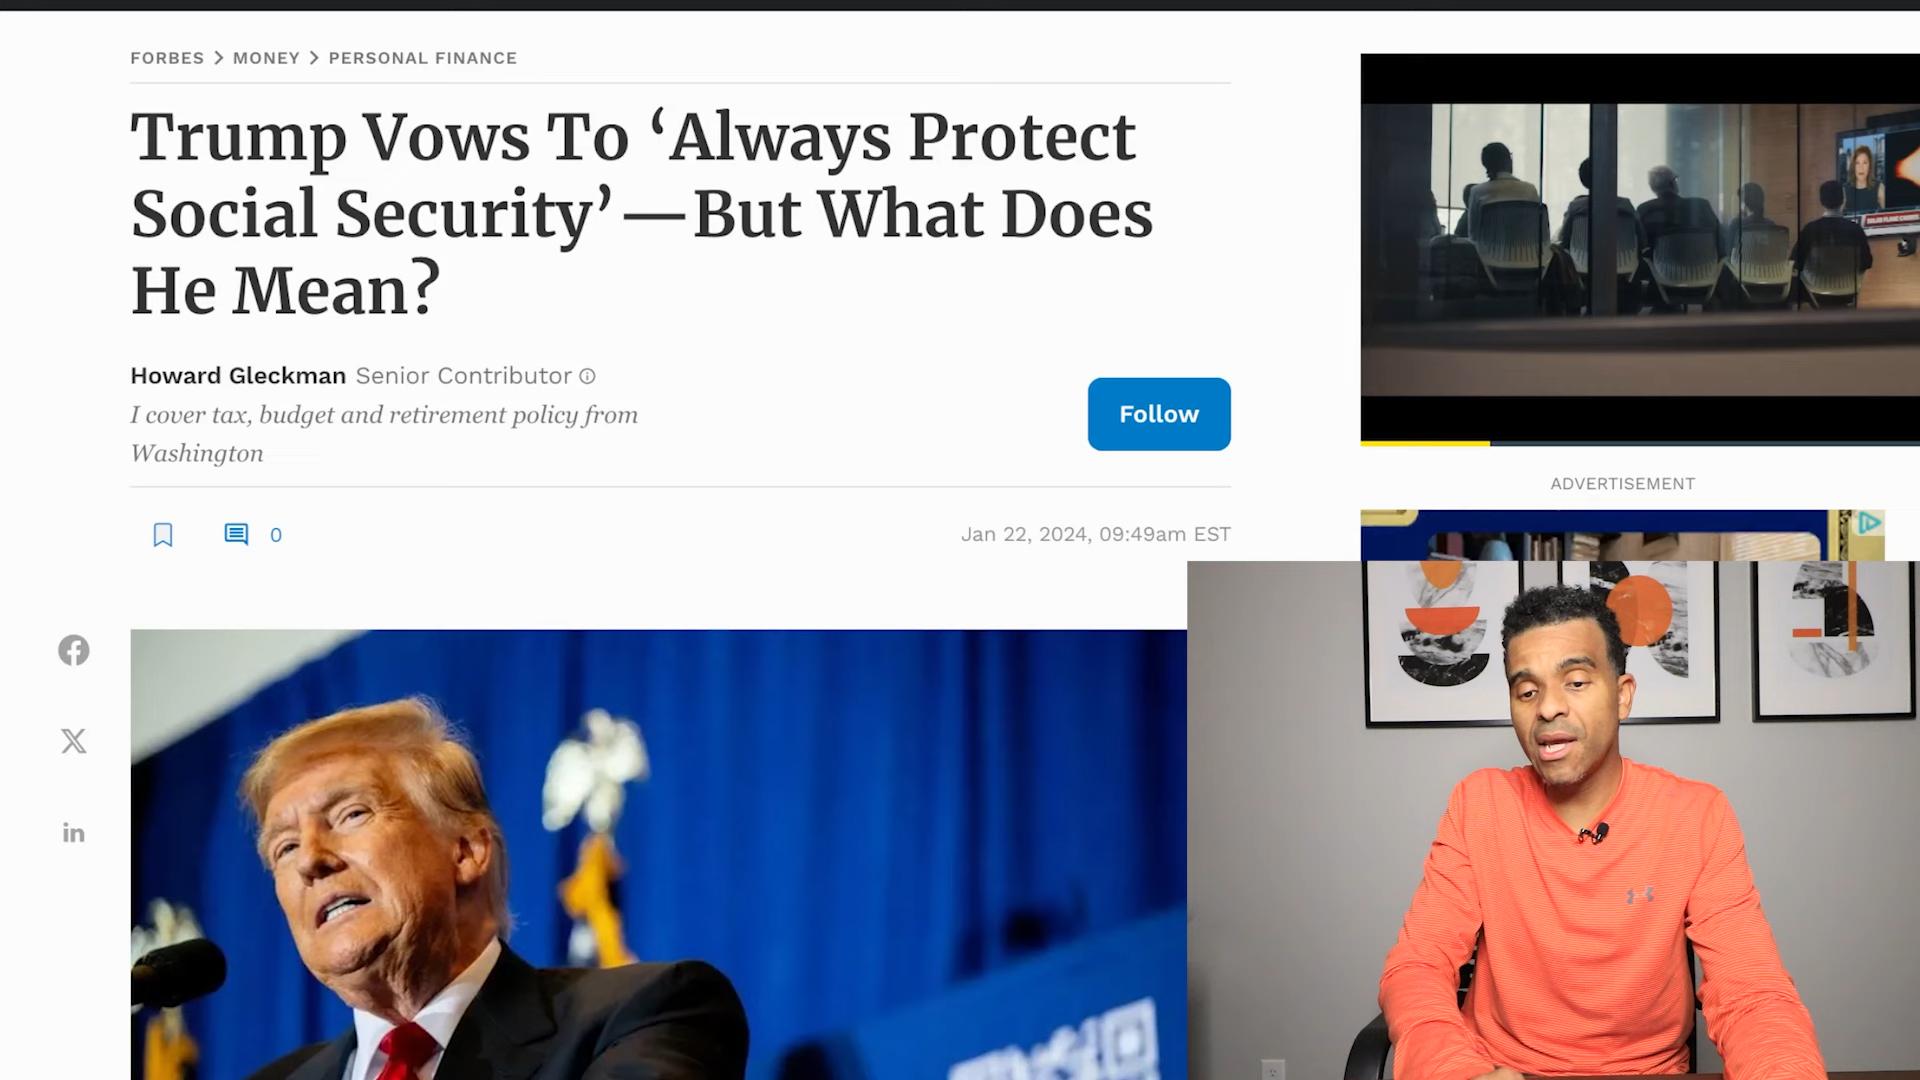 FORBES > MONEY > PERSONAL FINANCE
Trump Vows To ‘Always Protect
Social Security’—But What Does
He Mean?
Howard Gleckman Senior Contributor
I cover tax, budget and retirement policy from
Washington
Follow
0
Jan 22, 2024, 09:49am EST
ADVERTISEMENT
in